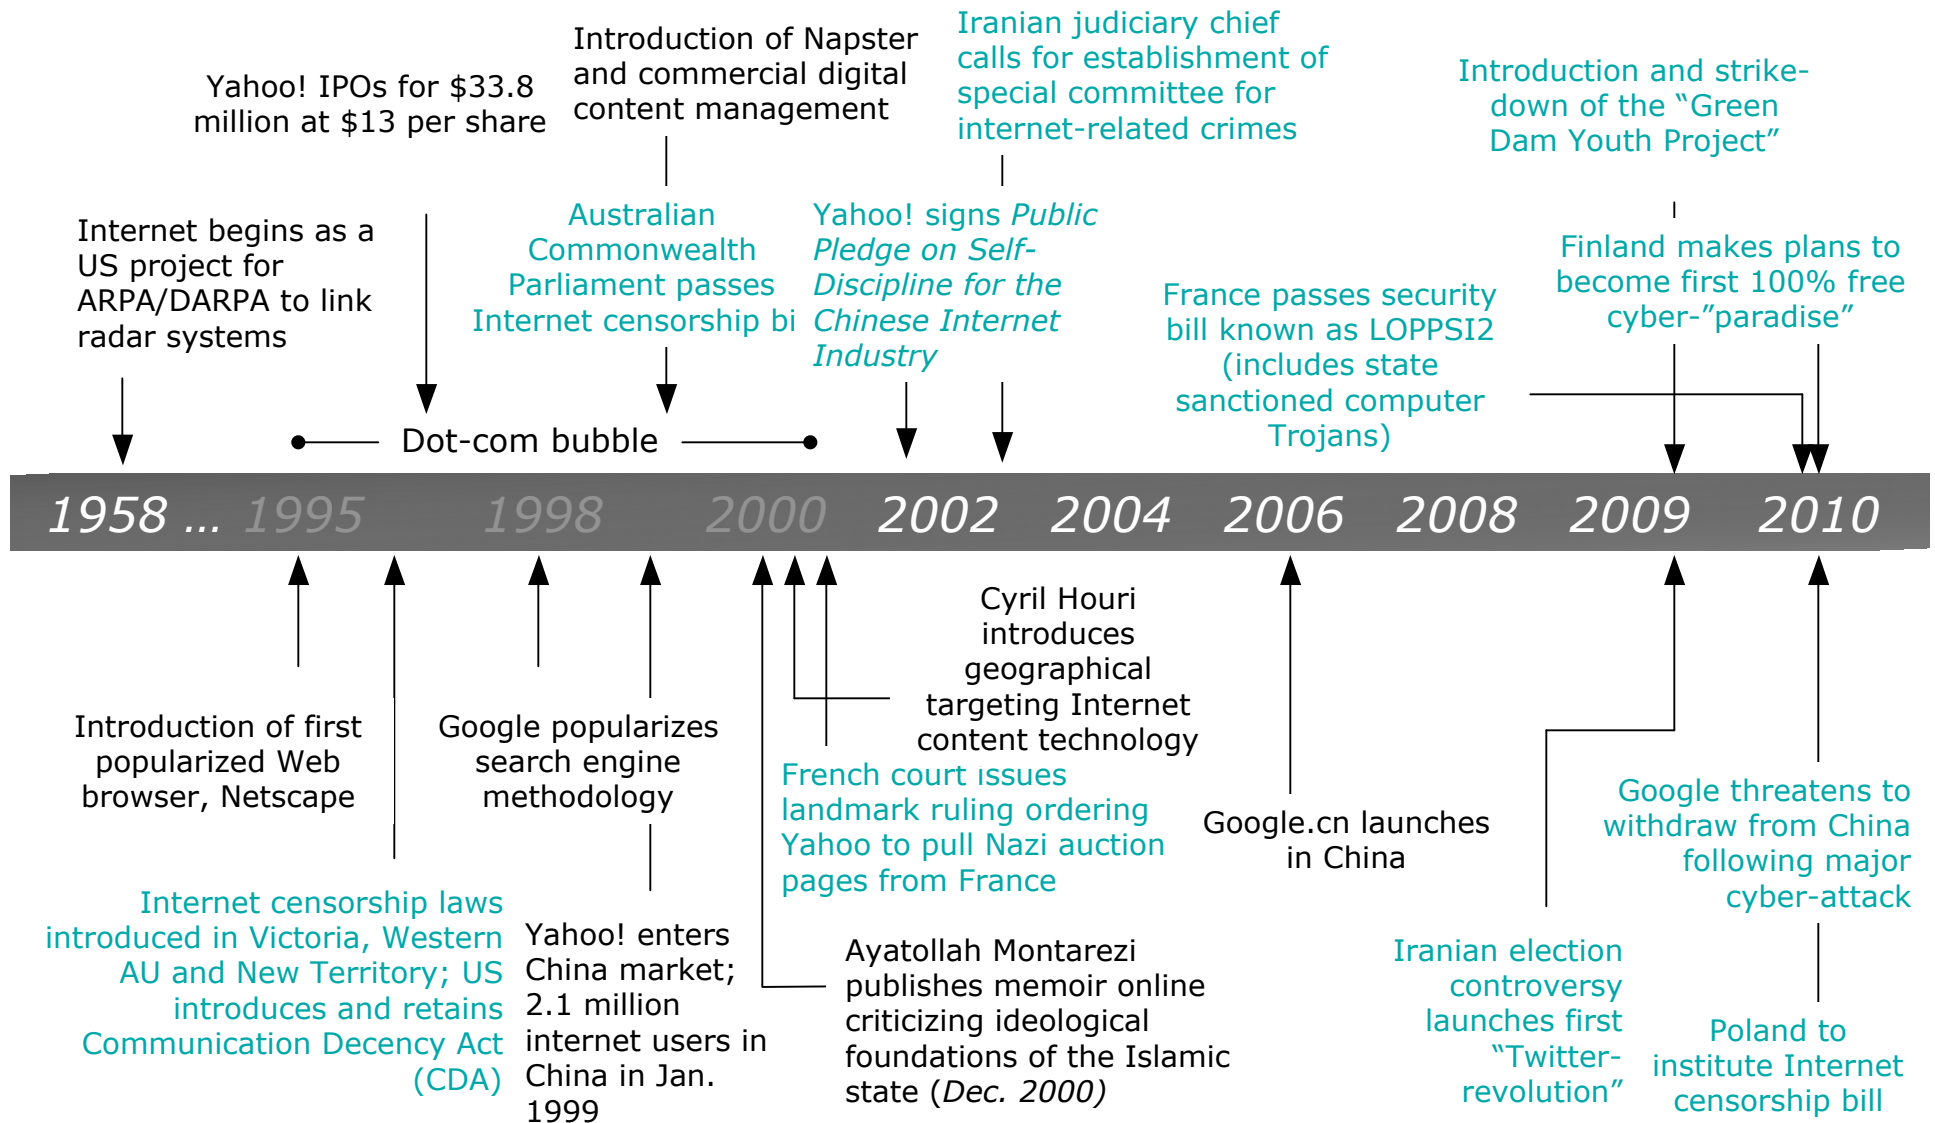 Yahoo! IPOs for $33.8
million at $13 per share
Introduction of Napster
and commercial digital
content management
Iranian judiciary chief
calls for establishment of
special committee for
internet-related crimes
Introduction and strike-
down of the “Green
Dam Youth Project”
Internet begins as a
US project for
ARPA/DARPA to link
radar systems
Australian
Commonwealth
Parliament passes
Internet censorship bi
Yahoo! signs Public
Pledge on Self-
Discipline for the
Chinese Internet
Industry
France passes security
bill known as LOPPSI2
(includes state
sanctioned computer
Trojans)
Finland makes plans to
become first 100% free
cyber-”paradise”
Dot-com bubble
1958 ... 1995 1998 2000 2002 2004 2006 2008 2009 2010
Introduction of first
popularized Web
browser, Netscape
Google popularizes
search engine
methodology
Cyril Houri
introduces
geographical
targeting Internet
content technology
French court issues
landmark ruling ordering
Yahoo to pull Nazi auction
pages from France
Google.cn launches
in China
Google threatens to
withdraw from China
following major
cyber-attack
Internet censorship laws
introduced in Victoria, Western
AU and New Territory; US
introduces and retains
Communication Decency Act
(CDA)
Yahoo! enters
China market;
2.1 million
internet users in
China in Jan.
1999
Ayatollah Montarezi
publishes memoir online
criticizing ideological
foundations of the Islamic
state (Dec. 2000)
Iranian election
controversy
launches first
“Twitter-
revolution”
Poland to
institute Internet
censorship bill